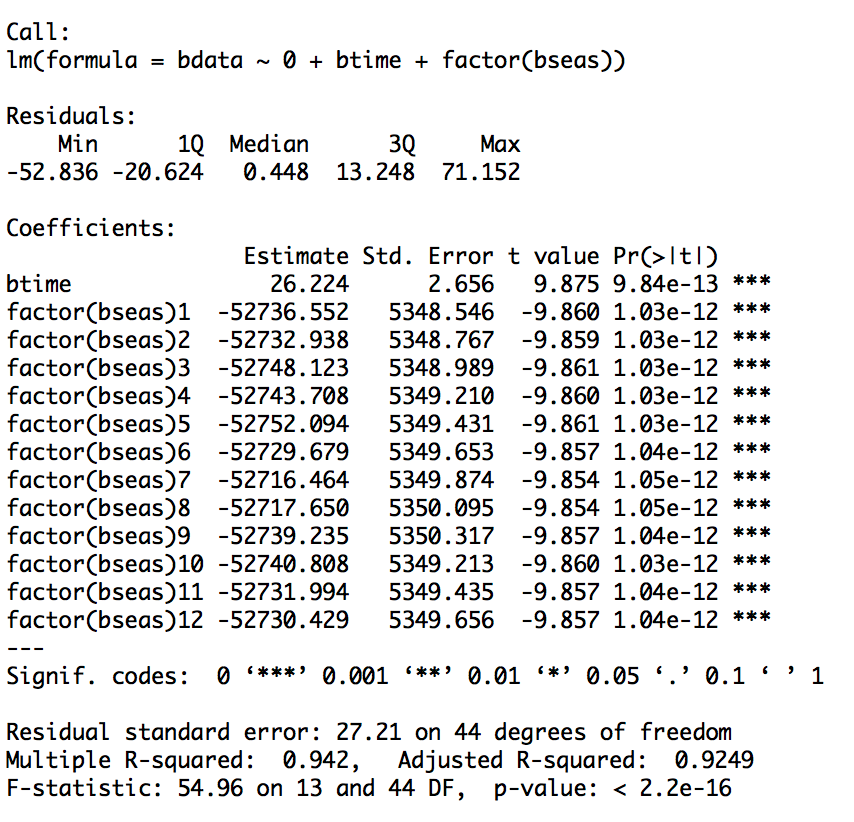 Call:
lm(formula = bdata ~ 0 + btime + factor(bseas))
Residuals:
Min 1Q Median 3Q Max
-52.836 -20.624 0.448 13.248 71.152
Coefficients:
Estimate Std. Error t value Pr(>|t|)
btime 26.224 2.656 9.875 9.84e-13 ***
factor(bseas)1 -52736.552 5348.546 -9.860 1.03e-12 ***
factor(bseas)2 -52732.938 5348.767 -9.859 1.03e-12 ***
factor(bseas)3 -52748.123 5348.989 -9.861 1.03e-12 ***
factor(bseas)4 -52743.708 5349.210 -9.860 1.03e-12 ***
factor(bseas)5 -52752.094 5349.431 -9.861 1.03e-12 ***
factor(bseas)6 -52729.679 5349.653 -9.857 1.04e-12 ***
factor(bseas)7 -52716.464 5349.874 -9.854 1.05e-12 ***
factor(bseas)8 -52717.650 5350.095 -9.854 1.05e-12 ***
factor(bseas)9 -52739.235 5350.317 -9.857 1.04e-12 ***
factor(bseas)10 -52740.808 5349.213 -9.860 1.03e-12 ***
factor(bseas)11 -52731.994 5349.435 -9.857 1.04e-12 ***
factor(bseas)12 -52730.429 5349.656 -9.857 1.04e-12 ***
---
Signif. codes: 0 ‘***’ 0.001 ‘**’ 0.01 ‘*’ 0.05 ‘.’ 0.1 ‘ ’ 1
Residual standard error: 27.21 on 44 degrees of freedom
Multiple R-squared: 0.942, Adjusted R-squared: 0.9249
F-statistic: 54.96 on 13 and 44 DF, p-value: < 2.2e-16